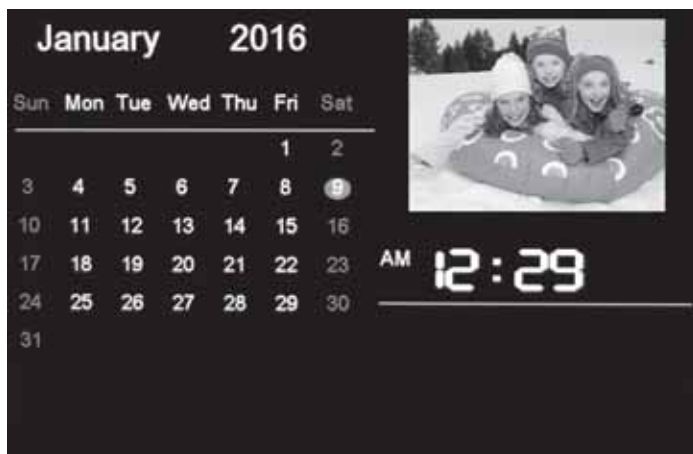 January 2016
Sun Mon Tue Wed Thu Fri Sat
1 2
3 4 5 6 7 8 9
10 11 12 13 14 15 16
17 18 19 20 21 22 23
24 25 26 27 28 29 30
31
AM 12:29